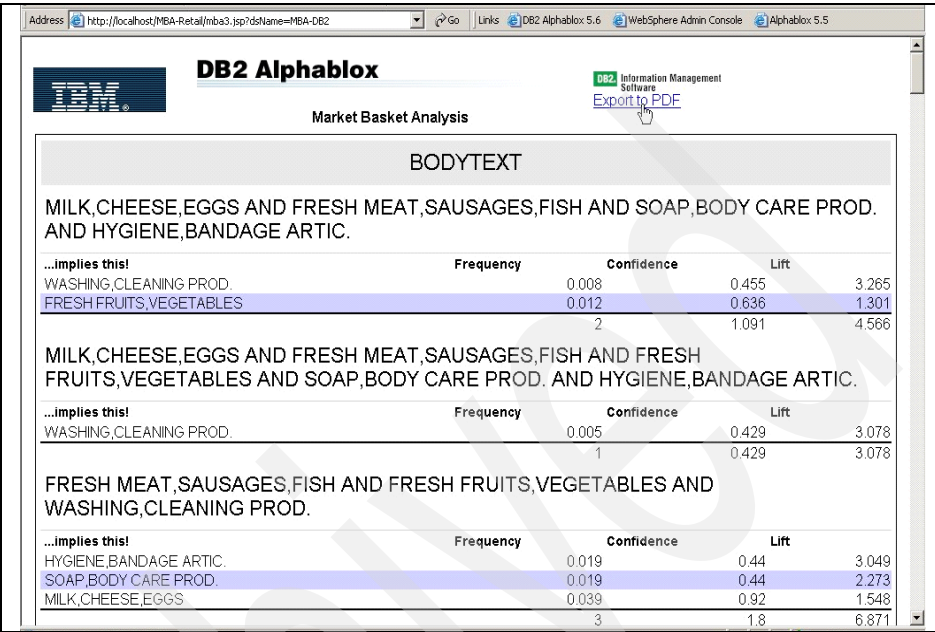 Address http://localhost/MBA-Retail/mba3.jsp?dsName=MBA-DB2 Go Links DB2 Alphablox 5.6 WebSphere Admin Console Alphablox 5.5
IBM®
DB2 Alphablox
DB2. Information Management
Software
Export to PDF
Market Basket Analysis
BODYTEXT
MILK,CHEESE,EGGS AND FRESH MEAT,SAUSAGES,FISH AND SOAP,BODY CARE PROD.
AND HYGIENE,BANDAGE ARTIC.
...implies this! Frequency Confidence Lift
WASHING,CLEANING PROD. 0.008 0.455 3.265
FRESH FRUITS,VEGETABLES 0.012 0.636 1.301
2 1.091 4.566
MILK,CHEESE,EGGS AND FRESH MEAT,SAUSAGES,FISH AND FRESH
FRUITS,VEGETABLES AND SOAP,BODY CARE PROD. AND HYGIENE,BANDAGE ARTIC.
...implies this! Frequency Confidence Lift
WASHING,CLEANING PROD. 0.005 0.429 3.078
1 0.429 3.078
FRESH MEAT,SAUSAGES,FISH AND FRESH FRUITS,VEGETABLES AND
WASHING,CLEANING PROD.
...implies this! Frequency Confidence Lift
HYGIENE,BANDAGE ARTIC. 0.019 0.44 3.049
SOAP,BODY CARE PROD. 0.019 0.44 2.273
MILK,CHEESE,EGGS 0.039 0.92 1.548
3 1.8 6.871